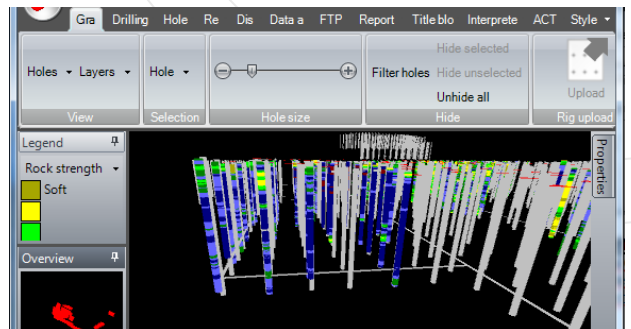 Gra Drilling Hole Re Dis Data a FTP Report Title blo Interprete ACT Style
Holes Layers
View
Hole
Selection
Hole size
Filter holes
Hide selected
Hide unselected
Unhide all
Hide
Upload
Rig upload
Legend
Rock strength
Soft
Overview
Properties